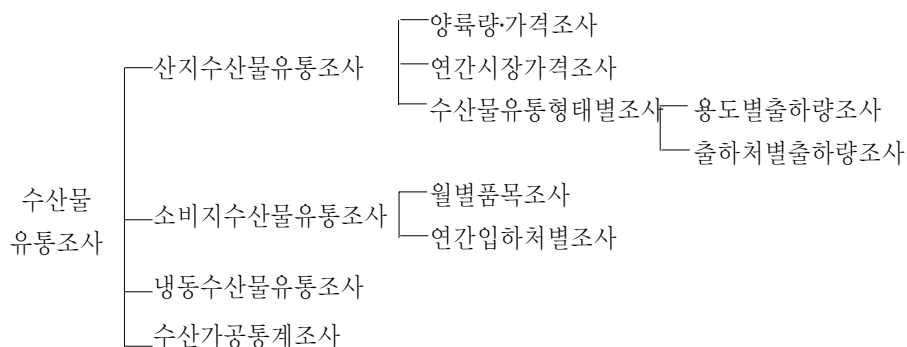 양륙량·가격조사
산지수산물유통조사
연간시장가격조사
수산물유통형태별조사
용도별출하량조사
출하처별출하량조사
수산물
유통조사
소비지수산물유통조사
월별품목조사
연간입하처별조사
냉동수산물유통조사
수산가공통계조사